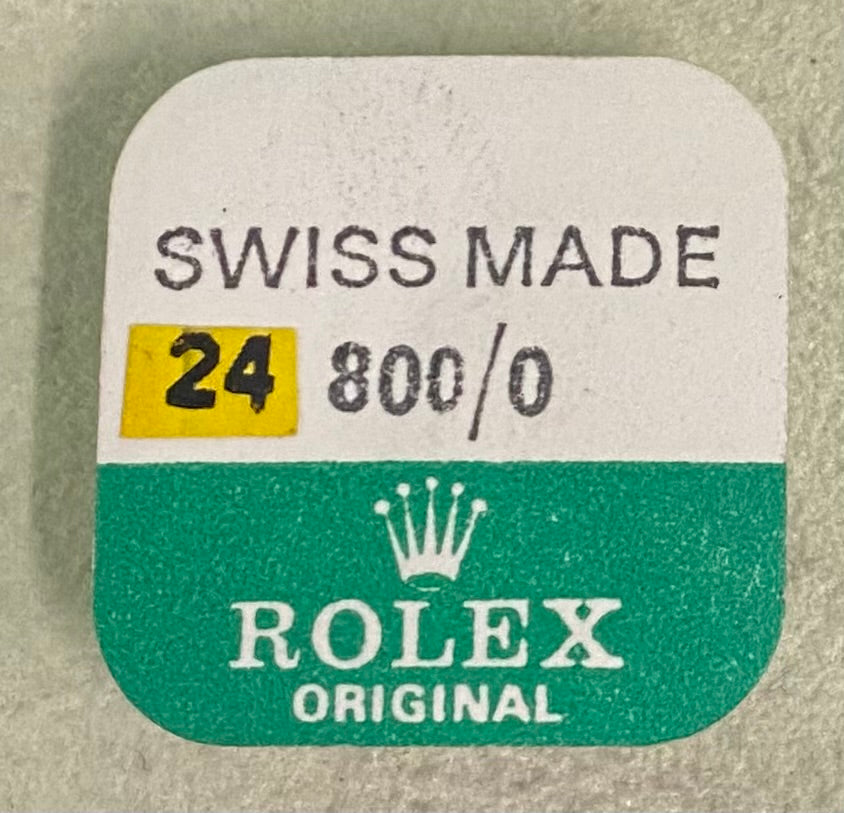 SWISS MADE
24 800/0
ROLEX
ORIGINAL